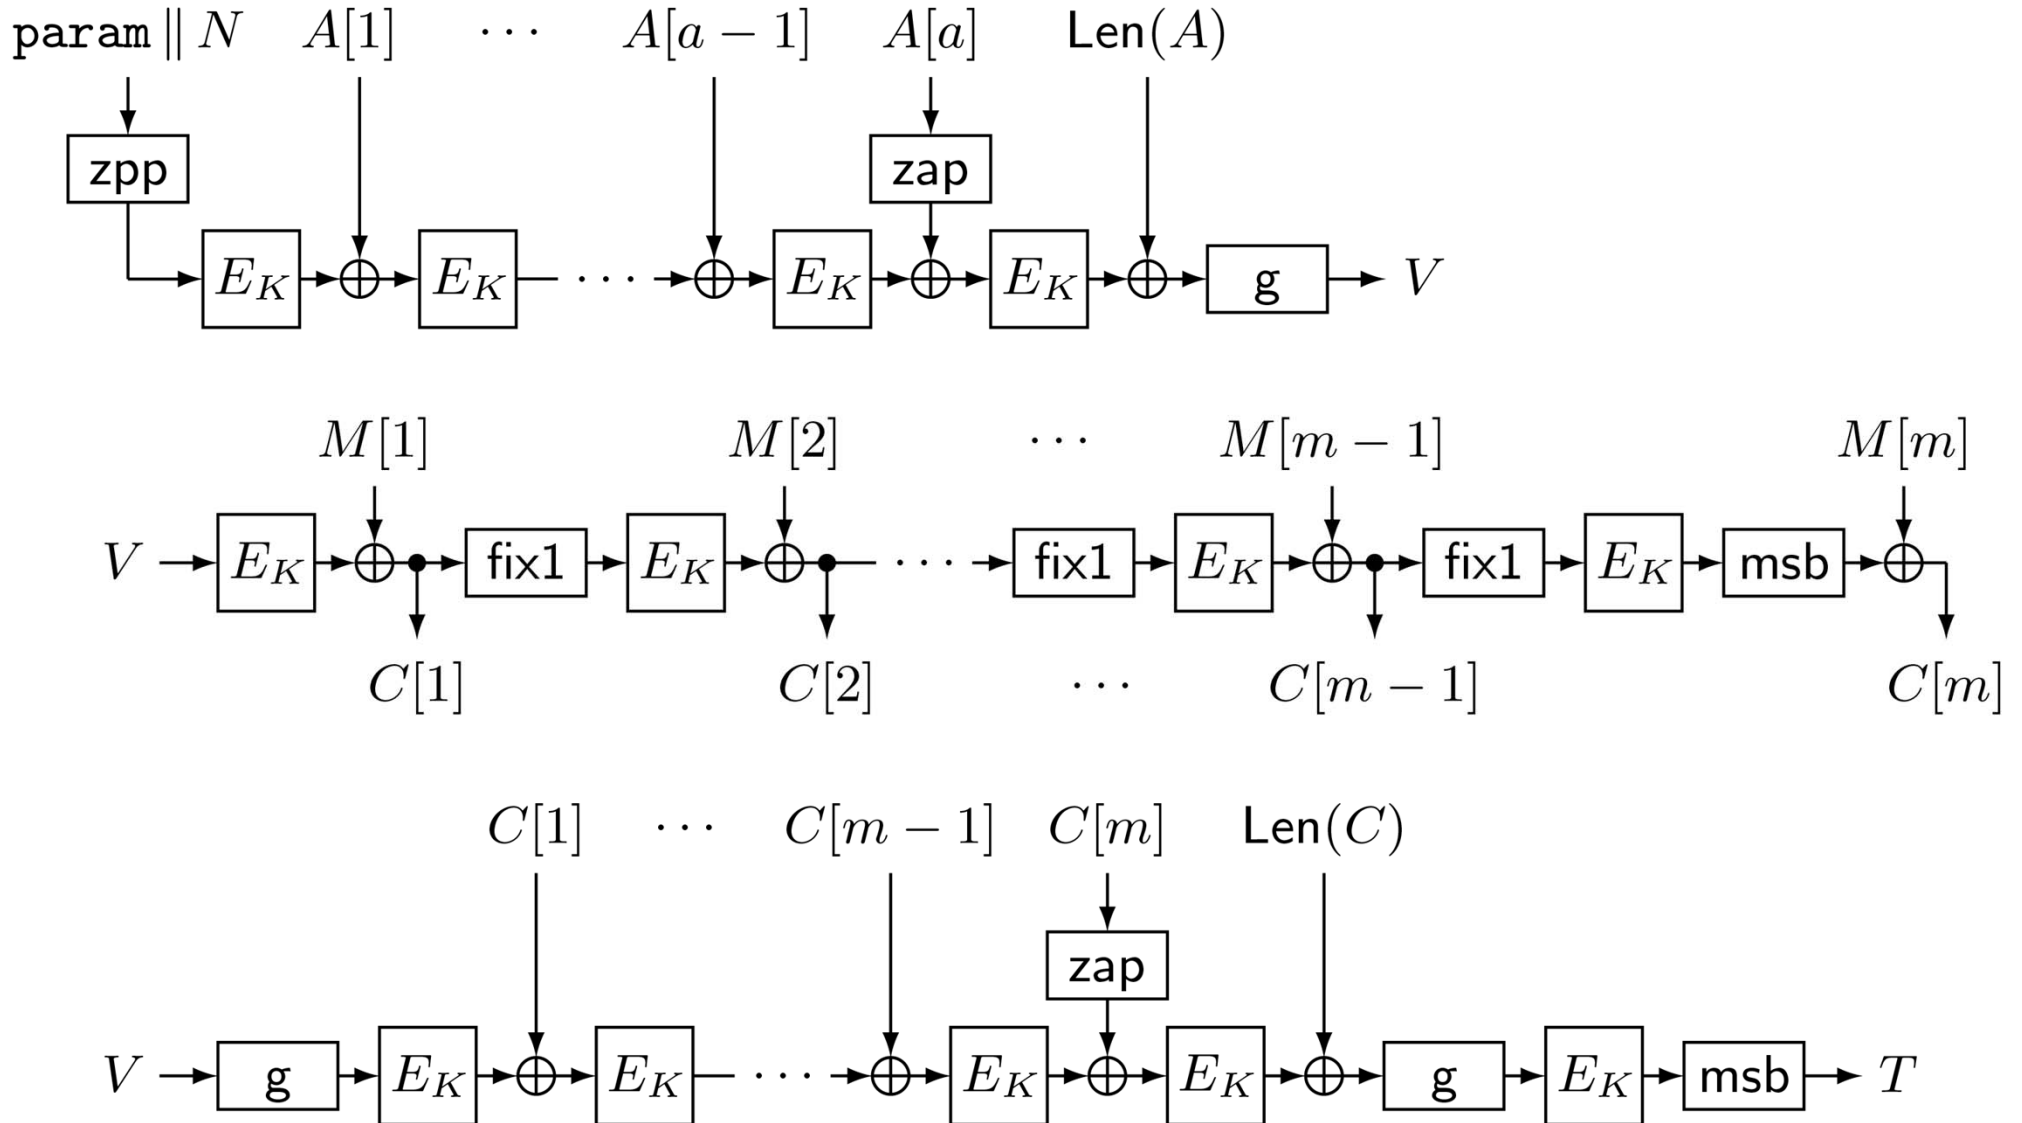 param ∥ N A[1] ··· A[a − 1] A[a] Len(A)
zpp zap
E_K E_K ··· E_K E_K g V
M[1] M[2] ··· M[m − 1] M[m]
V E_K fix1 E_K ··· fix1 E_K fix1 E_K msb
C[1] C[2] ··· C[m − 1] C[m]
C[1] ··· C[m − 1] C[m] Len(C)
zap
V g E_K E_K ··· E_K E_K g E_K msb T